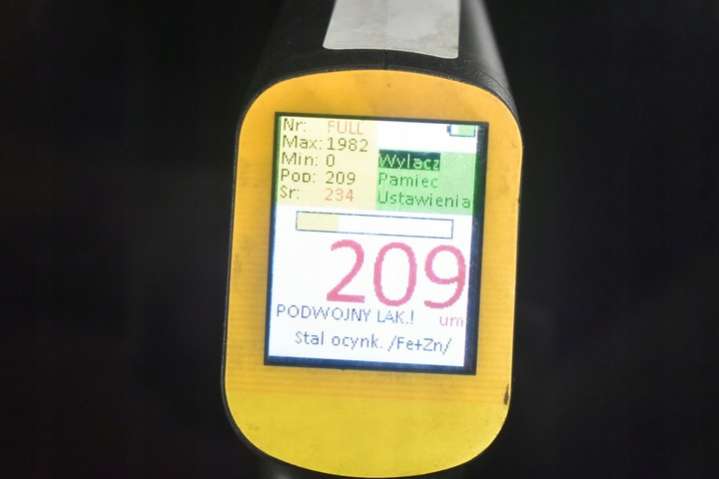 Nr: FULL
Max: 1982
Min: 0
Pop: 209
Sr: 234
Wylacz
Pamiec
Ustawienia
209
PODWOJNY LAK.! um
Stal ocynk. /Fe+Zn/